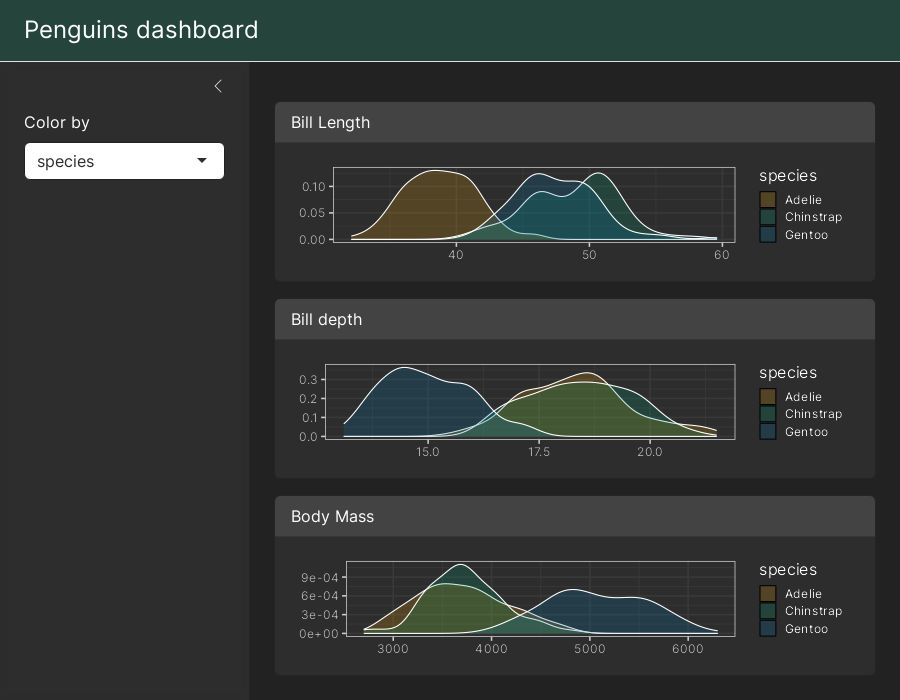 Penguins dashboard
Color by
species
Bill Length
0.10
0.05
0.00
40 50 60
species
Adelie
Chinstrap
Gentoo
Bill depth
0.3
0.2
0.1
0.0
15.0 17.5 20.0
species
Adelie
Chinstrap
Gentoo
Body Mass
9e-04
6e-04
3e-04
0e+00
3000 4000 5000 6000
species
Adelie
Chinstrap
Gentoo